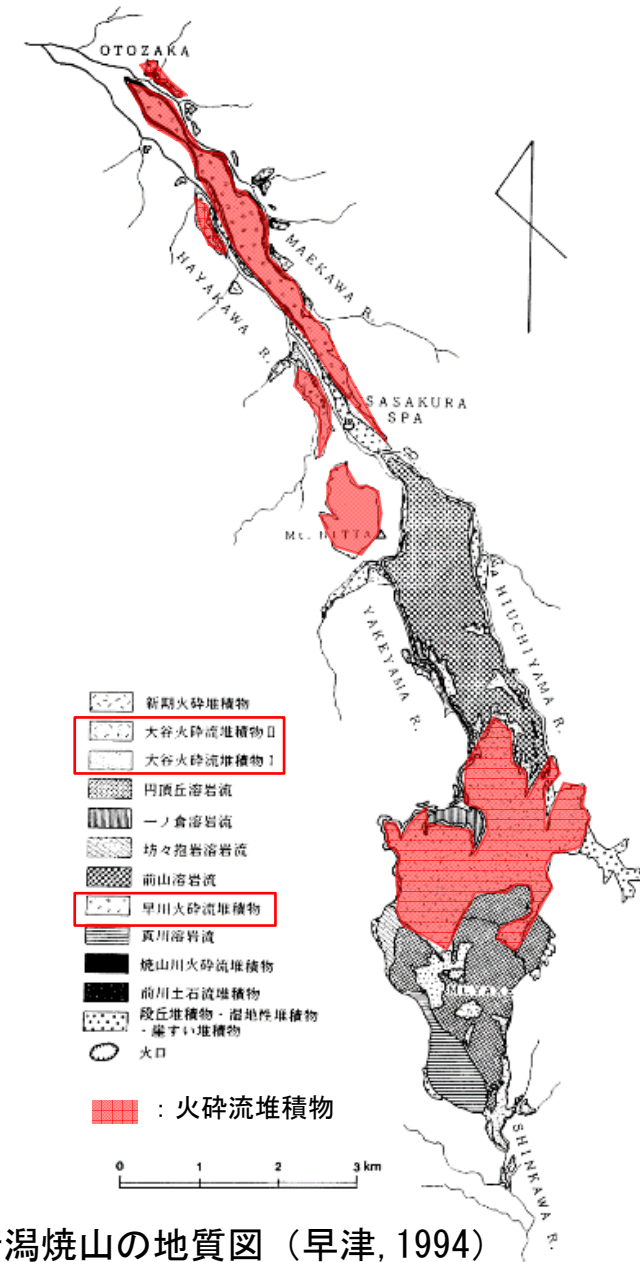 OTOZAKA
MAEKAWA R.
HAYAKAWA R.
SASAKURA
SPA
Mt. HITTA
HIUCHIYAMA R.
YAKEYAMA R.
新期火砕堆積物
大谷火砕流堆積物Ⅱ
大谷火砕流堆積物Ⅰ
円頂丘溶岩流
一ノ倉溶岩流
坊々抱岩溶岩流
前山溶岩流
早川火砕流堆積物
真川溶岩流
焼山川火砕流堆積物
前川土石流堆積物
段丘堆積物・湿地性堆積物
・崖すい堆積物
火口
Mt. YAKE
：火砕流堆積物
SHINKAWA R.
0 1 2 3 km
潟焼山の地質図（早津, 1994）